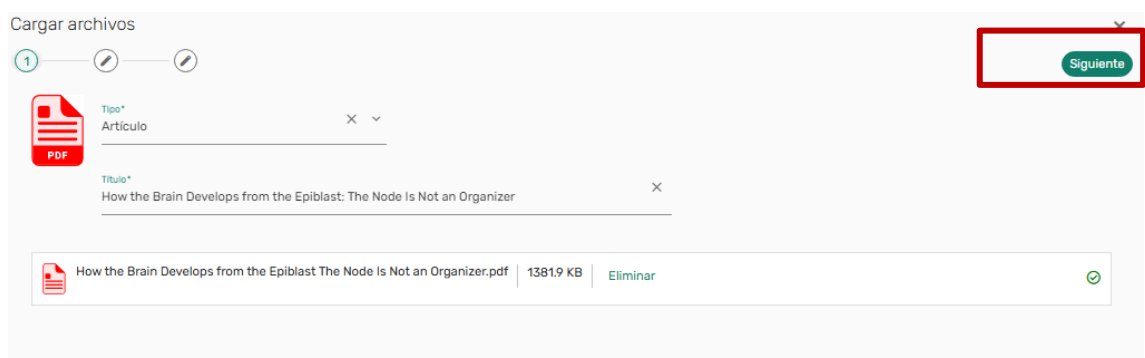 Cargar archivos
1
Siguiente
PDF
Tipo*
Artículo
Título*
How the Brain Develops from the Epiblast: The Node Is Not an Organizer
How the Brain Develops from the Epiblast The Node Is Not an Organizer.pdf 1381.9 KB Eliminar